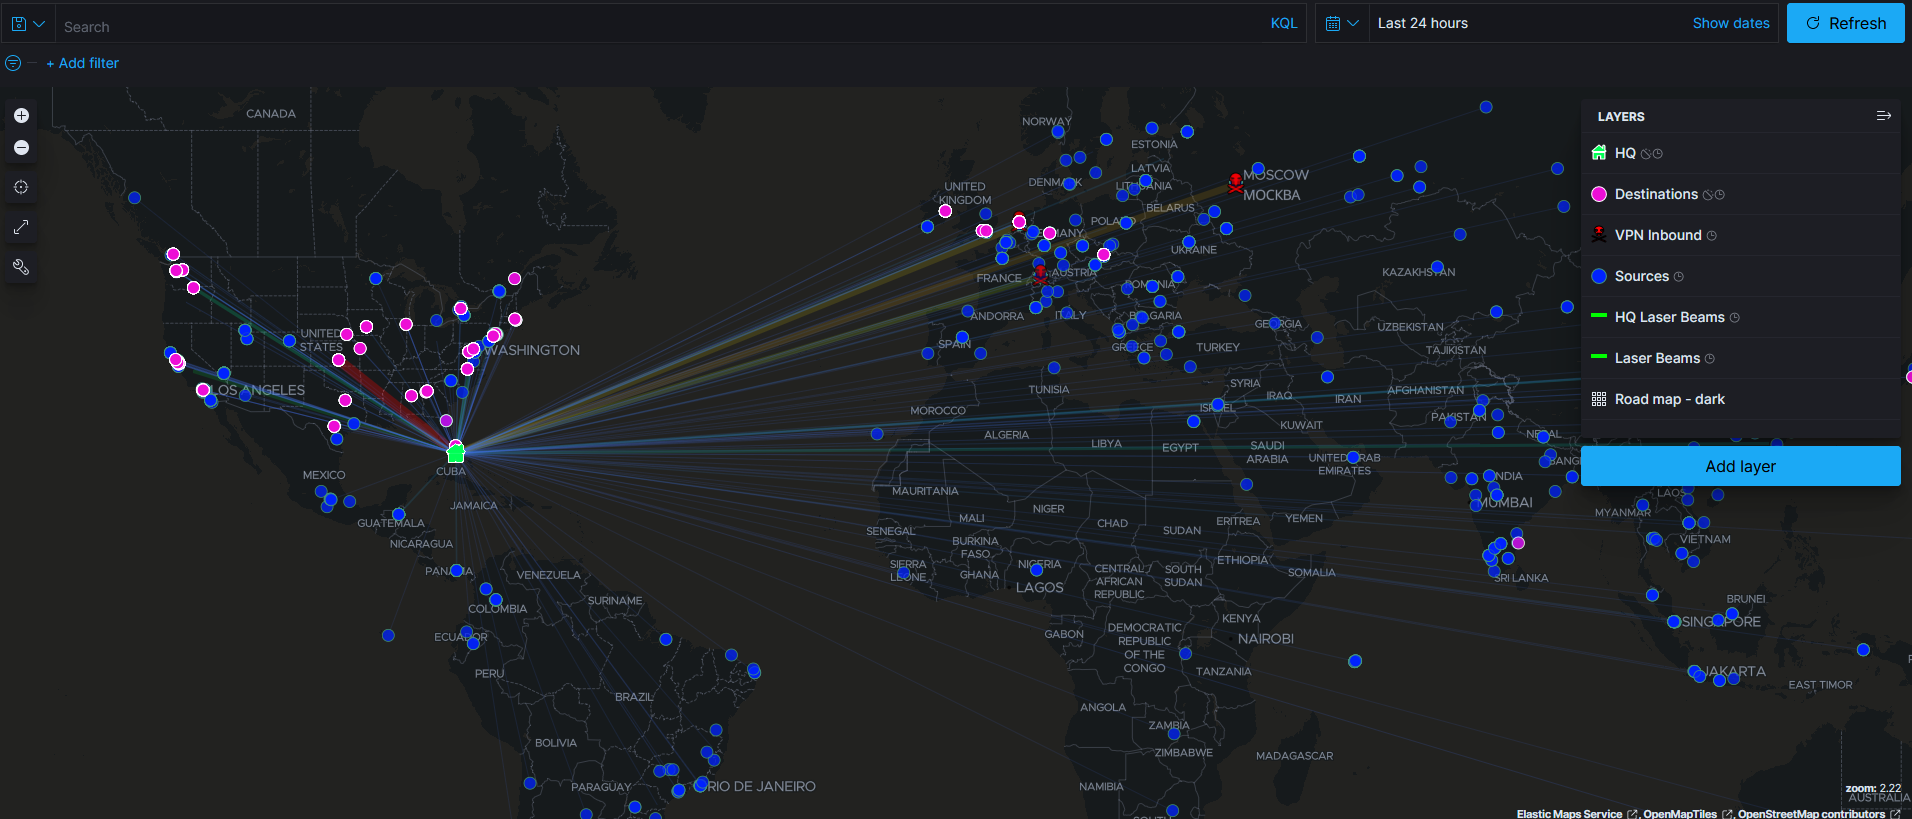 Search
KQL
Last 24 hours
Show dates
Refresh
+ Add filter
LAYERS
HQ
Destinations
VPN Inbound
Sources
HQ Laser Beams
Laser Beams
Road map - dark
Add layer
CANADA
UNITED
STATES
WASHINGTON
LOS ANGELES
MEXICO
CUBA
JAMAICA
GUATEMALA
NICARAGUA
PANAMA
VENEZUELA
COLOMBIA
SURINAME
ECUADOR
PERU
BRAZIL
BOLIVIA
PARAGUAY
RIO DE JANEIRO
NORWAY
ESTONIA
LATVIA
DENMARK
LITHUANIA
UNITED
KINGDOM
MOSCOW
МОСКВА
BELARUS
POLAND
UKRAINE
FRANCE
AUSTRIA
ROMANIA
ANDORRA
ITALY
BULGARIA
SPAIN
GREECE
TURKEY
GEORGIA
KAZAKHSTAN
UZBEKISTAN
TAJIKISTAN
AFGHANISTAN
PAKISTAN
NEPAL
SYRIA
IRAQ
IRAN
ISRAEL
KUWAIT
TUNISIA
MOROCCO
ALGERIA
LIBYA
EGYPT
SAUDI
ARABIA
UNITED ARAB
EMIRATES
INDIA
MUMBAI
SRI LANKA
MYANMAR
LAOS
VIETNAM
BRUNEI
SINGAPORE
JAKARTA
EAST TIMOR
MAURITANIA
MALI
NIGER
CHAD
SUDAN
ERITREA
YEMEN
SENEGAL
BURKINA
FASO
SIERRA
LEONE
GHANA
NIGERIA
LAGOS
CENTRAL
AFRICAN
REPUBLIC
SOUTH
SUDAN
ETHIOPIA
SOMALIA
GABON
DEMOCRATIC
REPUBLIC
OF THE
CONGO
KENYA
NAIROBI
TANZANIA
ANGOLA
ZAMBIA
ZIMBABWE
MADAGASCAR
NAMIBIA
zoom: 2.22
AUSTRALIA
Elastic Maps Service , OpenMapTiles , OpenStreetMap contributors